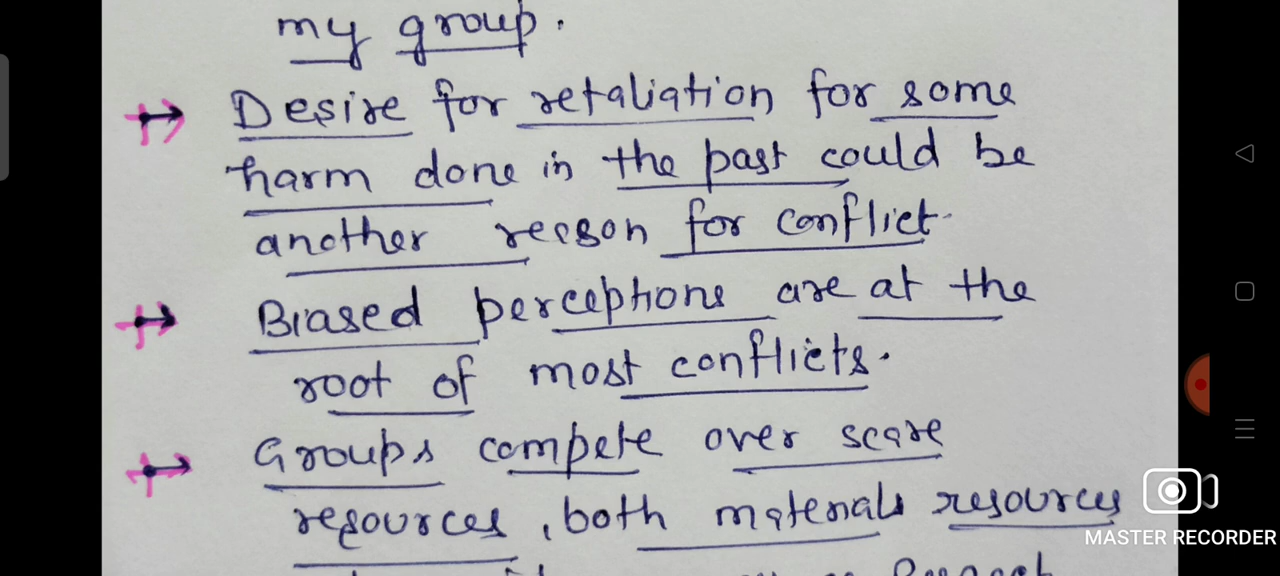 my group.
Desire for retaliation for some
harm done in the past could be
another reason for conflict.
Biased perceptions are at the
root of most conflicts.
Groups compete over scare
resources, both materials resources
MASTER RECORDER